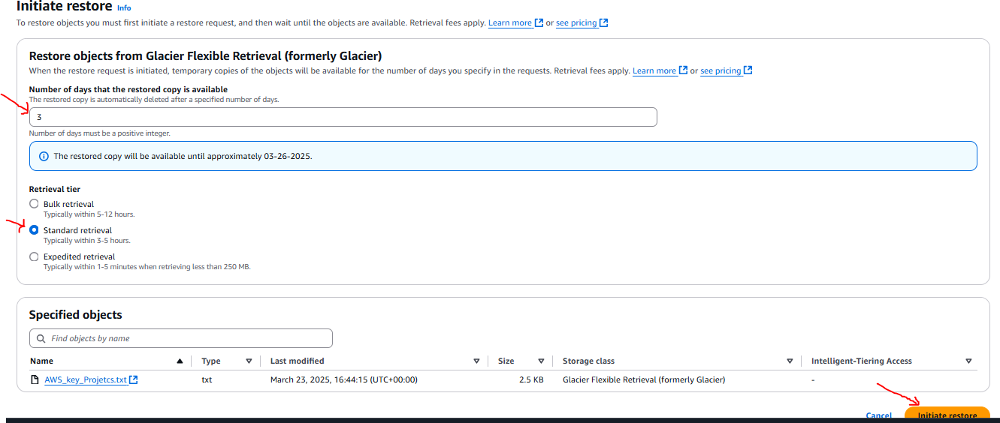 Initiate restore Info
To restore objects you must first initiate a restore request, and then wait until the objects are available. Retrieval fees apply. Learn more or see pricing
Restore objects from Glacier Flexible Retrieval (formerly Glacier)
When the restore request is initiated, temporary copies of the objects will be available for the number of days you specify in the requests. Retrieval fees apply. Learn more or see pricing
Number of days that the restored copy is available
The restored copy is automatically deleted after a specified number of days.
3
Number of days must be a positive integer.
The restored copy will be available until approximately 03-26-2025.
Retrieval tier
Bulk retrieval
Typically within 5-12 hours.
Standard retrieval
Typically within 3-5 hours.
Expedited retrieval
Typically within 1-5 minutes when retrieving less than 250 MB.
Specified objects
Find objects by name
Name Type Last modified Size Storage class Intelligent-Tiering Access
AWS_key_Projetcs.txt txt March 23, 2025, 16:44:15 (UTC+00:00) 2.5 KB Glacier Flexible Retrieval (formerly Glacier) -
Cancel Initiate restore